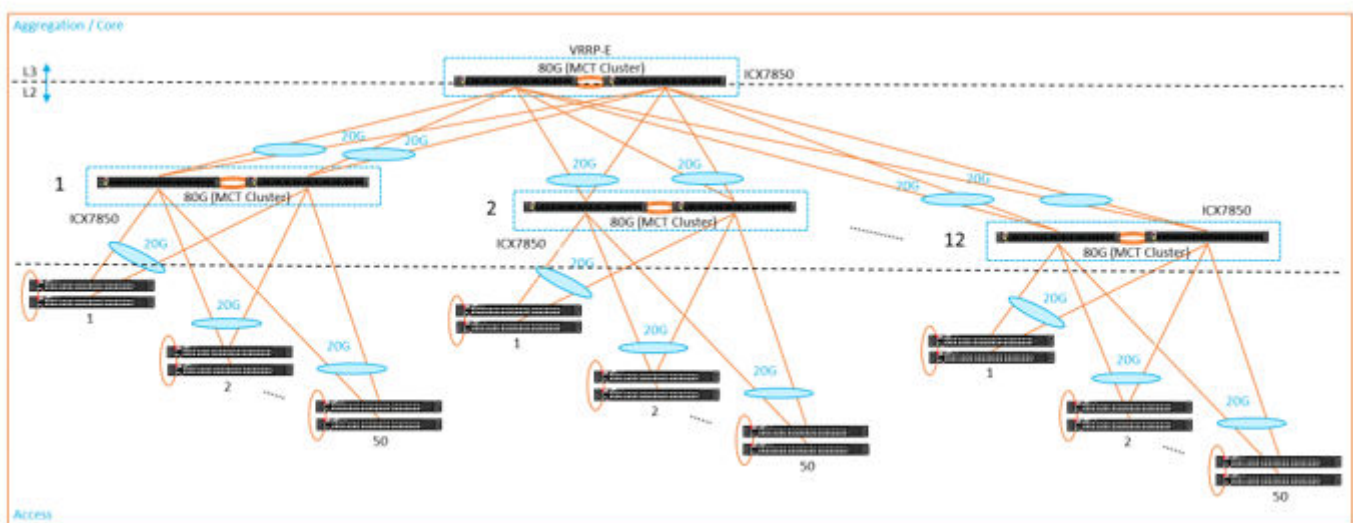 Aggregation / Core
VRRP-E
80G (MCT Cluster)
ICX7850
L3
L2
20G
20G
20G
20G
20G
20G
1
80G (MCT Cluster)
ICX7850
2
80G (MCT Cluster)
ICX7850
........
12
ICX7850
80G (MCT Cluster)
20G
1
20G
2
......
20G
50
20G
1
20G
2
......
20G
50
20G
1
20G
2
......
20G
50
Access